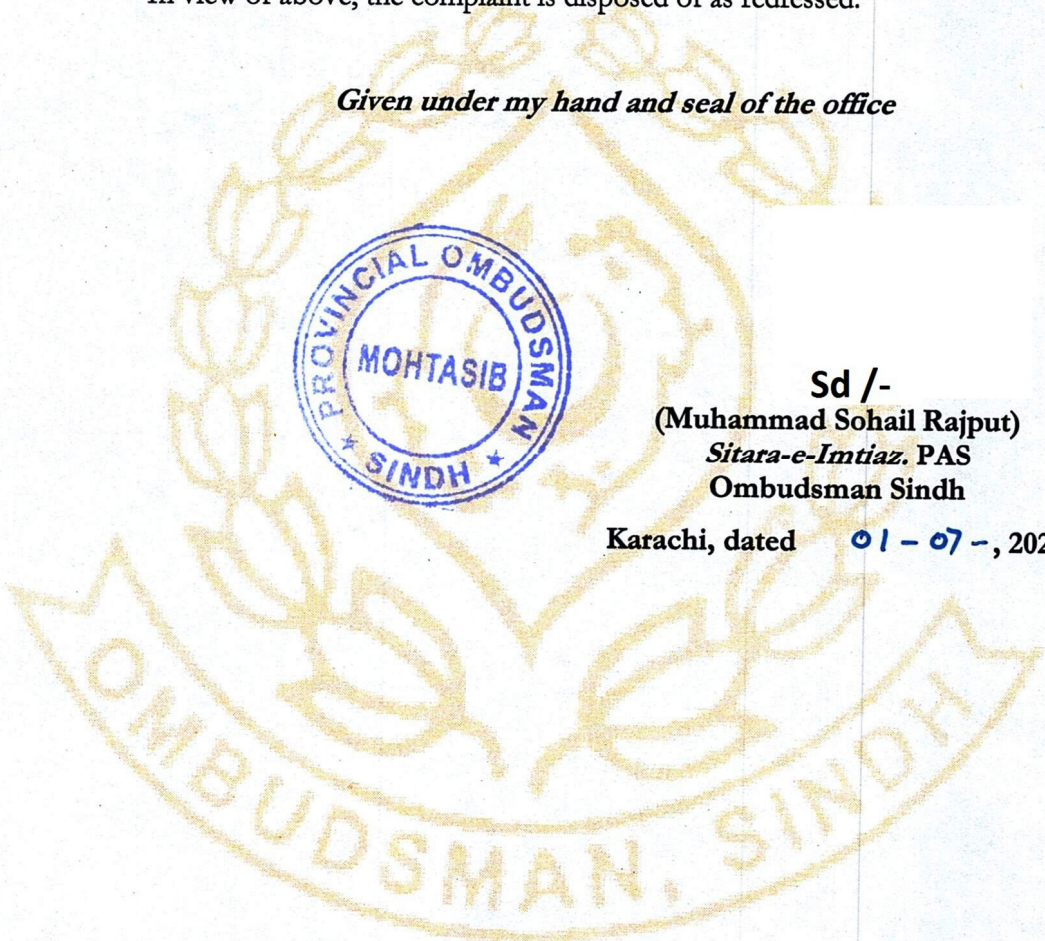 In view of above, the complaint is disposed of as redressed.
Given under my hand and seal of the office
PROVINCIAL OMBUDSMAN
MOHTASIB
★ SINDH ★
Sd /-
(Muhammad Sohail Rajput)
Sitara-e-Imtiaz. PAS
Ombudsman Sindh
Karachi, dated 01-07-, 202
OMBUDSMAN, SINDH